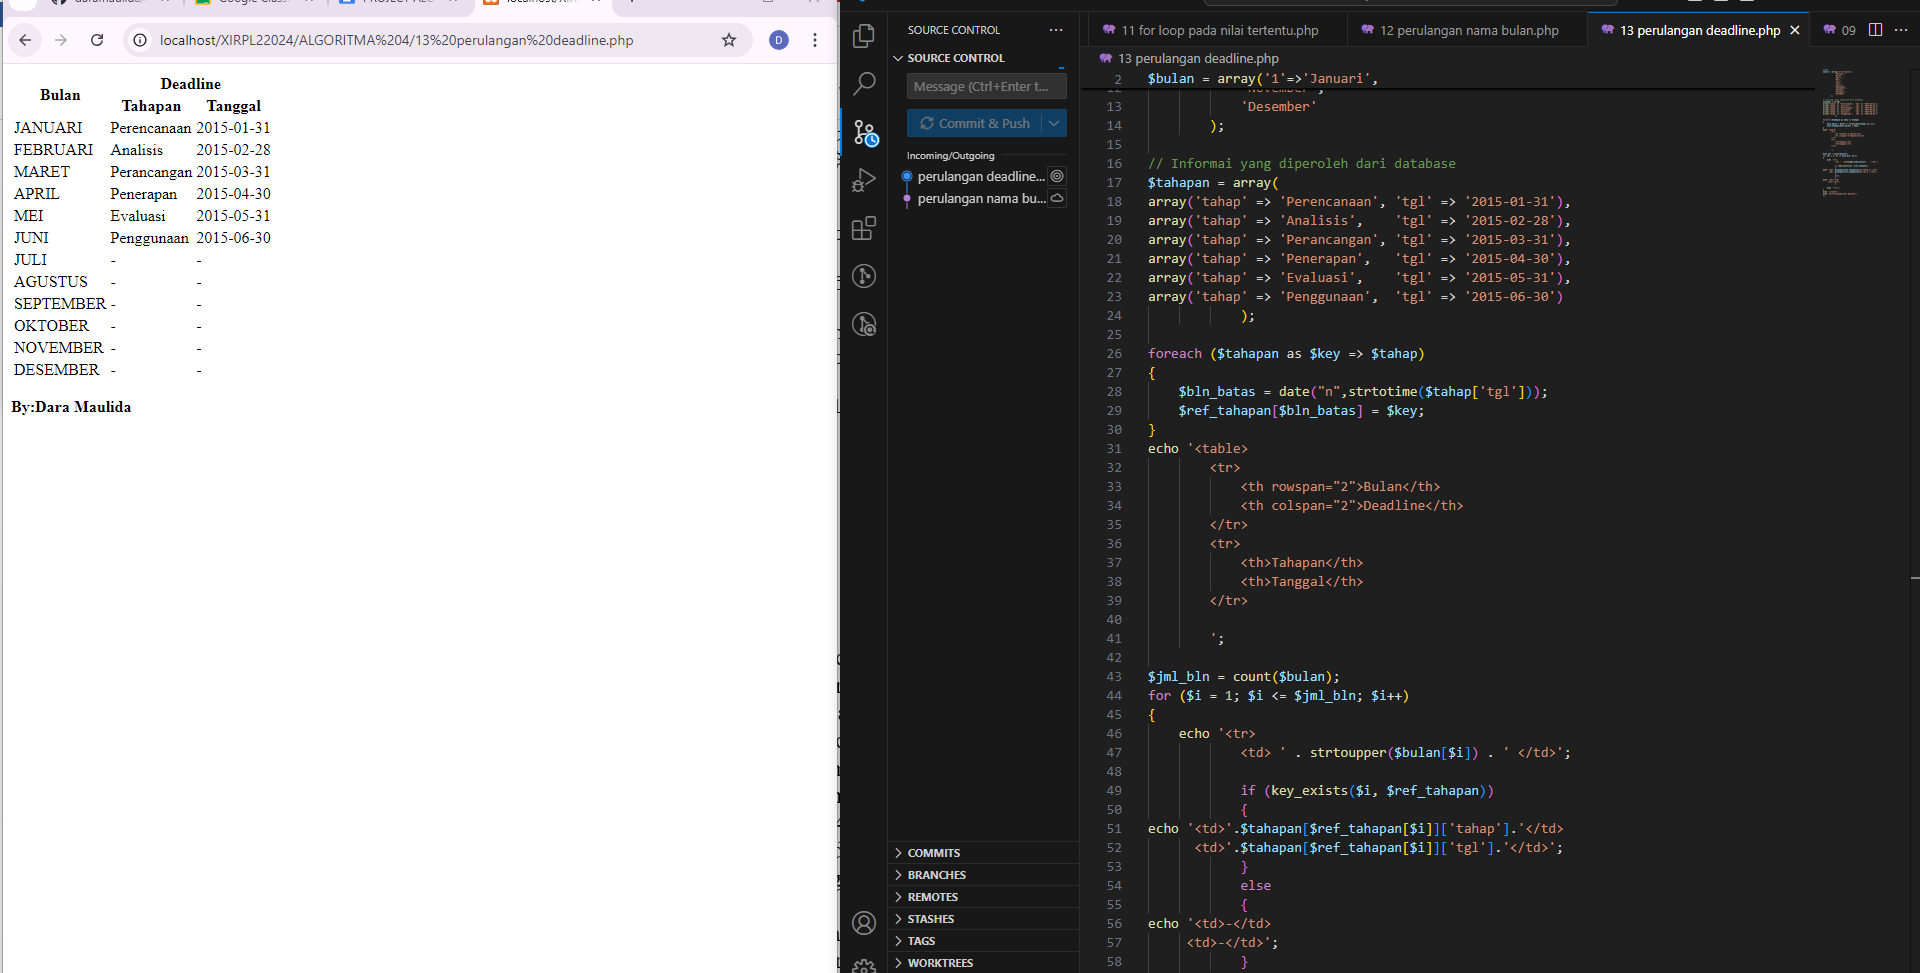 localhost/XIRPL22024/ALGORITMA%204/13%20perulangan%20deadline.php
D
Bulan Deadline
Tahapan Tanggal
JANUARI Perencanaan 2015-01-31
FEBRUARI Analisis 2015-02-28
MARET Perancangan 2015-03-31
APRIL Penerapan 2015-04-30
MEI Evaluasi 2015-05-31
JUNI Penggunaan 2015-06-30
JULI - -
AGUSTUS - -
SEPTEMBER - -
OKTOBER - -
NOVEMBER - -
DESEMBER - -
By:Dara Maulida
SOURCE CONTROL ...
SOURCE CONTROL
Message (Ctrl+Enter t...
Commit & Push
Incoming/Outgoing
perulangan deadline...
perulangan nama bu...
COMMITS
BRANCHES
REMOTES
STASHES
TAGS
WORKTREES
11 for loop pada nilai tertentu.php
12 perulangan nama bulan.php
13 perulangan deadline.php
09
13 perulangan deadline.php
2 $bulan = array('1'=>'Januari',
13 'Desember'
14 );
15
16 // Informai yang diperoleh dari database
17 $tahapan = array(
18 array('tahap' => 'Perencanaan', 'tgl' => '2015-01-31'),
19 array('tahap' => 'Analisis', 'tgl' => '2015-02-28'),
20 array('tahap' => 'Perancangan', 'tgl' => '2015-03-31'),
21 array('tahap' => 'Penerapan', 'tgl' => '2015-04-30'),
22 array('tahap' => 'Evaluasi', 'tgl' => '2015-05-31'),
23 array('tahap' => 'Penggunaan', 'tgl' => '2015-06-30')
24 );
25
26 foreach ($tahapan as $key => $tahap)
27 {
28 $bln_batas = date("n",strtotime($tahap['tgl']));
29 $ref_tahapan[$bln_batas] = $key;
30 }
31 echo '<table>
32 <tr>
33 <th rowspan="2">Bulan</th>
34 <th colspan="2">Deadline</th>
35 </tr>
36 <tr>
37 <th>Tahapan</th>
38 <th>Tanggal</th>
39 </tr>
40
41 ';
42
43 $jml_bln = count($bulan);
44 for ($i = 1; $i <= $jml_bln; $i++)
45 {
46 echo '<tr>
47 <td> ' . strtoupper($bulan[$i]) . ' </td>';
48
49 if (key_exists($i, $ref_tahapan))
50 {
51 echo '<td>'.$tahapan[$ref_tahapan[$i]]['tahap'].'</td>
52 <td>'.$tahapan[$ref_tahapan[$i]]['tgl'].'</td>';
53 }
54 else
55 {
56 echo '<td>-</td>
57 <td>-</td>';
58 }